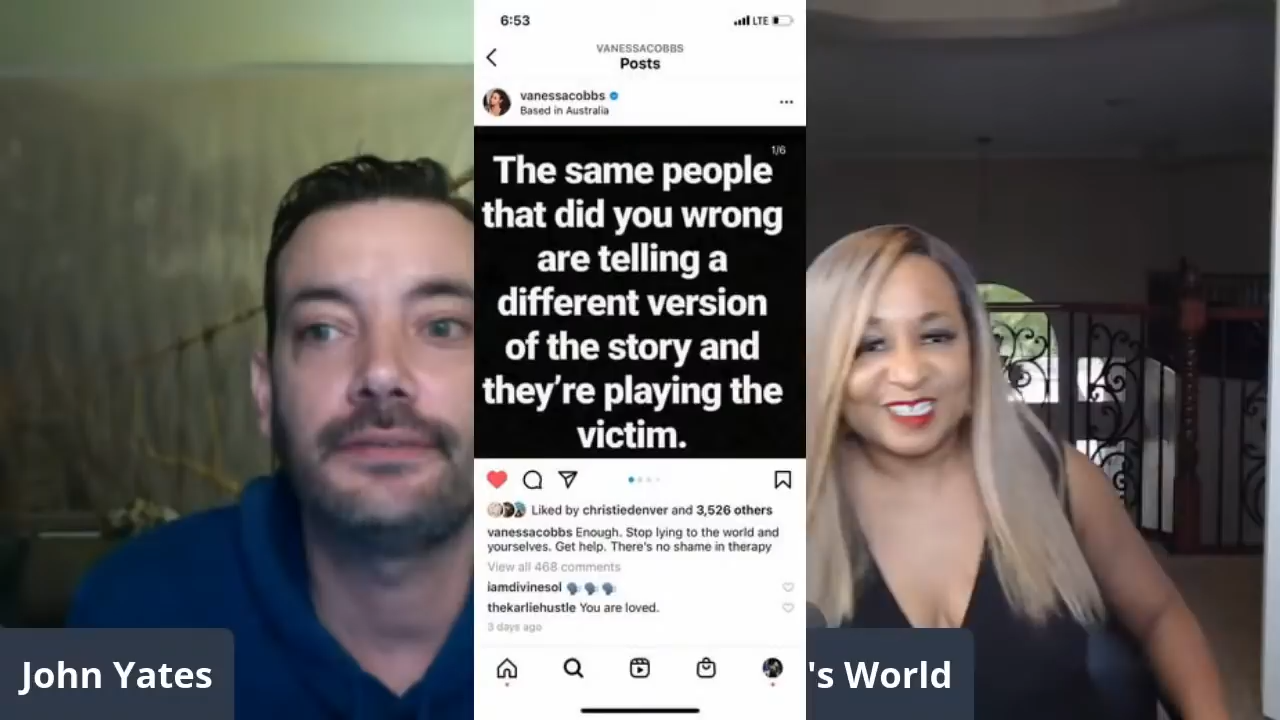 6:53
LTE
VANESSACOBBS
Posts
vanessacobbs
Based in Australia
1/6
The same people
that did you wrong
are telling a
different version
of the story and
they're playing the
victim.
Liked by christiedenver and 3,526 others
vanessacobbs Enough. Stop lying to the world and
yourselves. Get help. There's no shame in therapy
View all 468 comments
iamdivinesol
thekarliehustle You are loved.
3 days ago
John Yates
's World